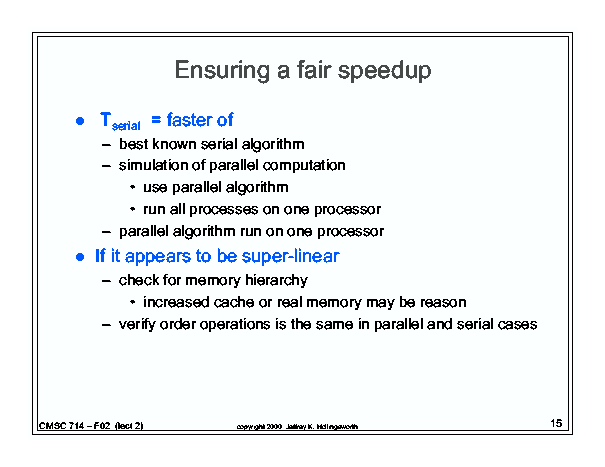 Ensuring a fair speedup
● Tserial = faster of
– best known serial algorithm
– simulation of parallel computation
• use parallel algorithm
• run all processes on one processor
– parallel algorithm run on one processor
● If it appears to be super-linear
– check for memory hierarchy
• increased cache or real memory may be reason
– verify order operations is the same in parallel and serial cases
CMSC 714 – F02 (lect 2)
copyright 2000 Jeffrey K. Hollingsworth
15